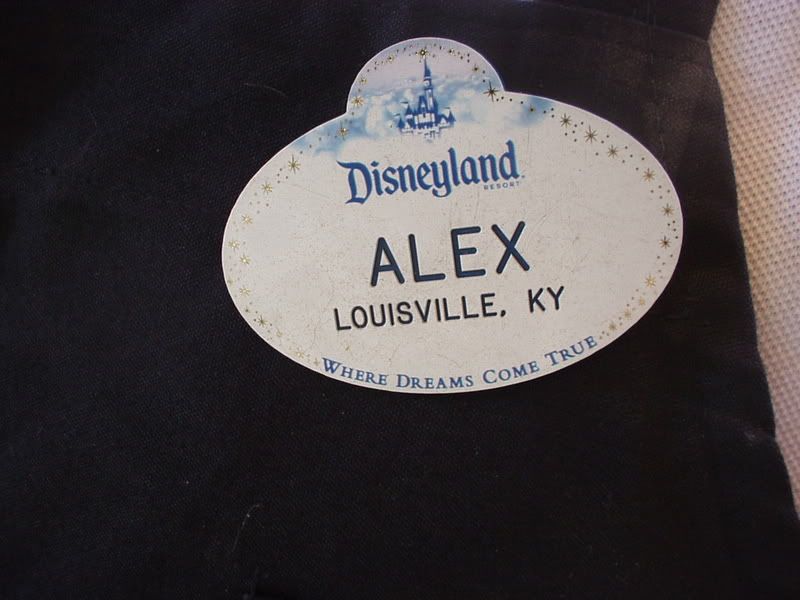 Disneyland
RESORT
ALEX
LOUISVILLE, KY
WHERE DREAMS COME TRUE